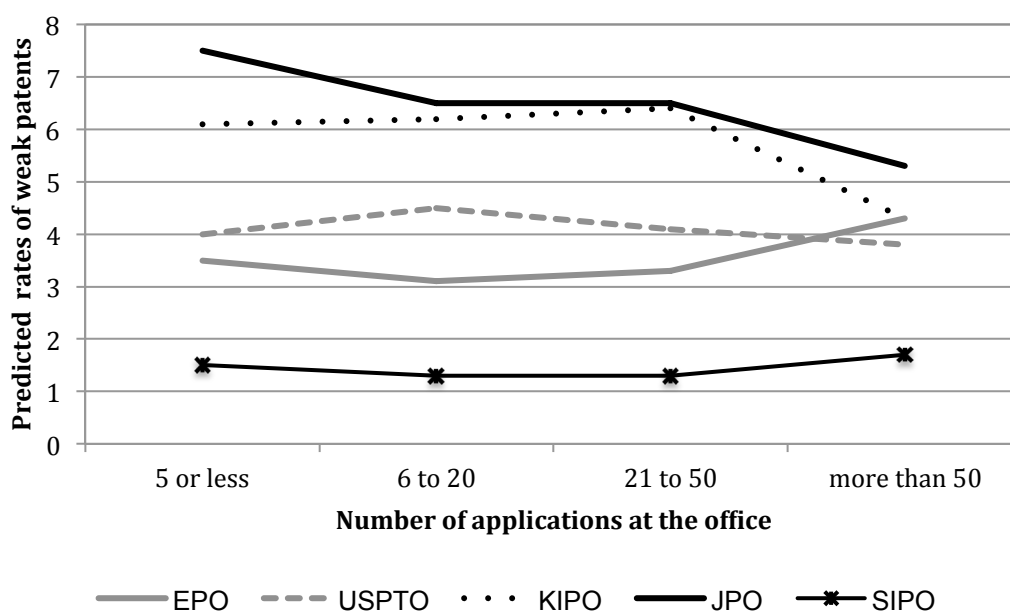 Predicted rates of weak patents
8
7
6
5
4
3
2
1
0
5 or less 6 to 20 21 to 50 more than 50
Number of applications at the office
EPO USPTO KIPO JPO SIPO